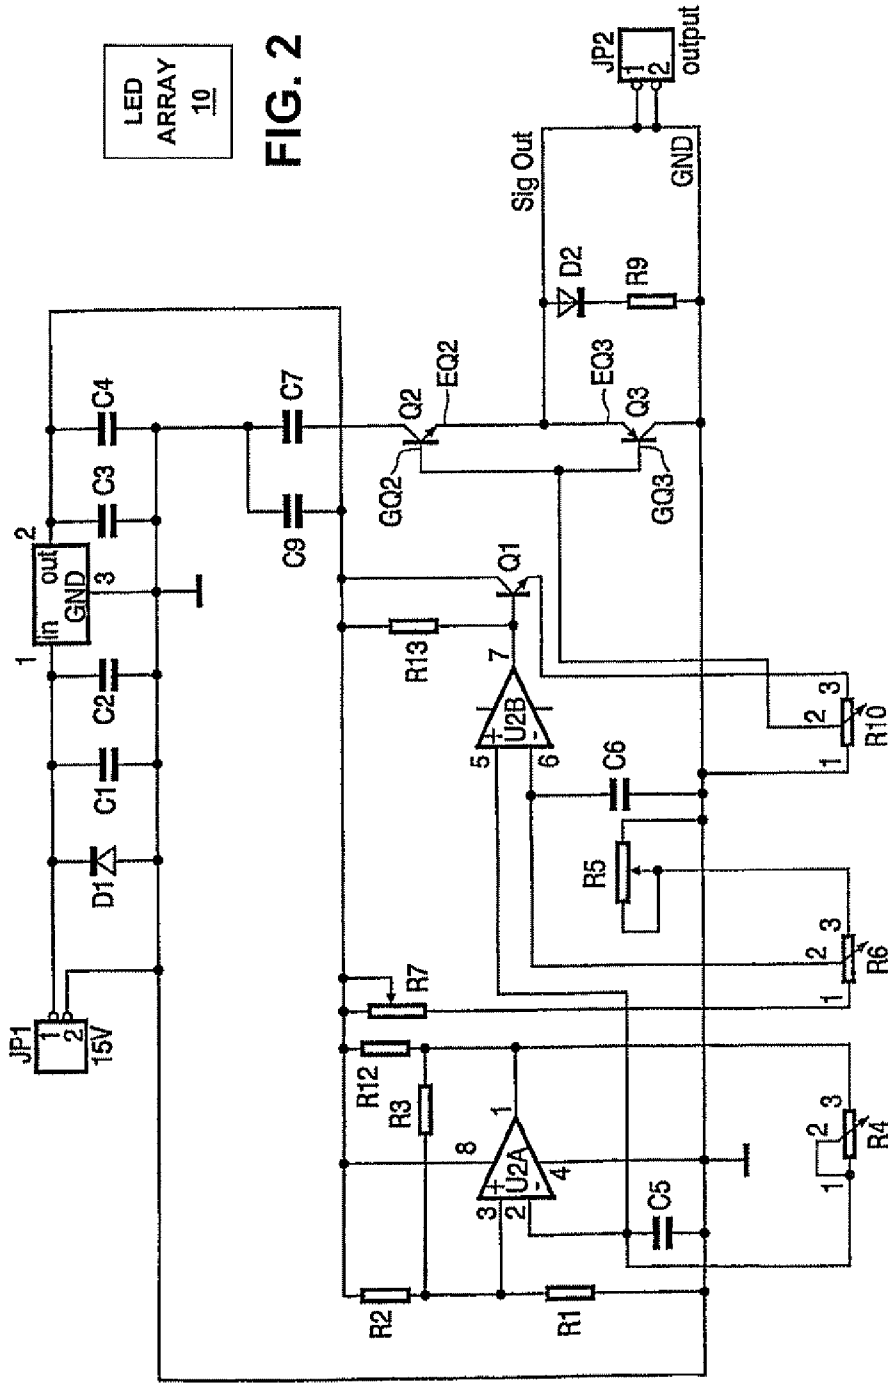 LED
ARRAY
10
FIG. 2
JP1
1
2
15V
D1
C1
C2
1
in
out
GND
2
3
C3
C4
C9
C7
R2
R12
R3
R7
R13
R1
3
2
+
-
U2A
8
4
1
C5
5
6
+
-
U2B
7
C6
Q1
GQ2
Q2
EQ2
EQ3
Q3
GQ3
D2
R9
Sig Out
GND
JP2
1
2
output
R5
1
2
3
R4
1
2
3
R6
1
2
3
R10